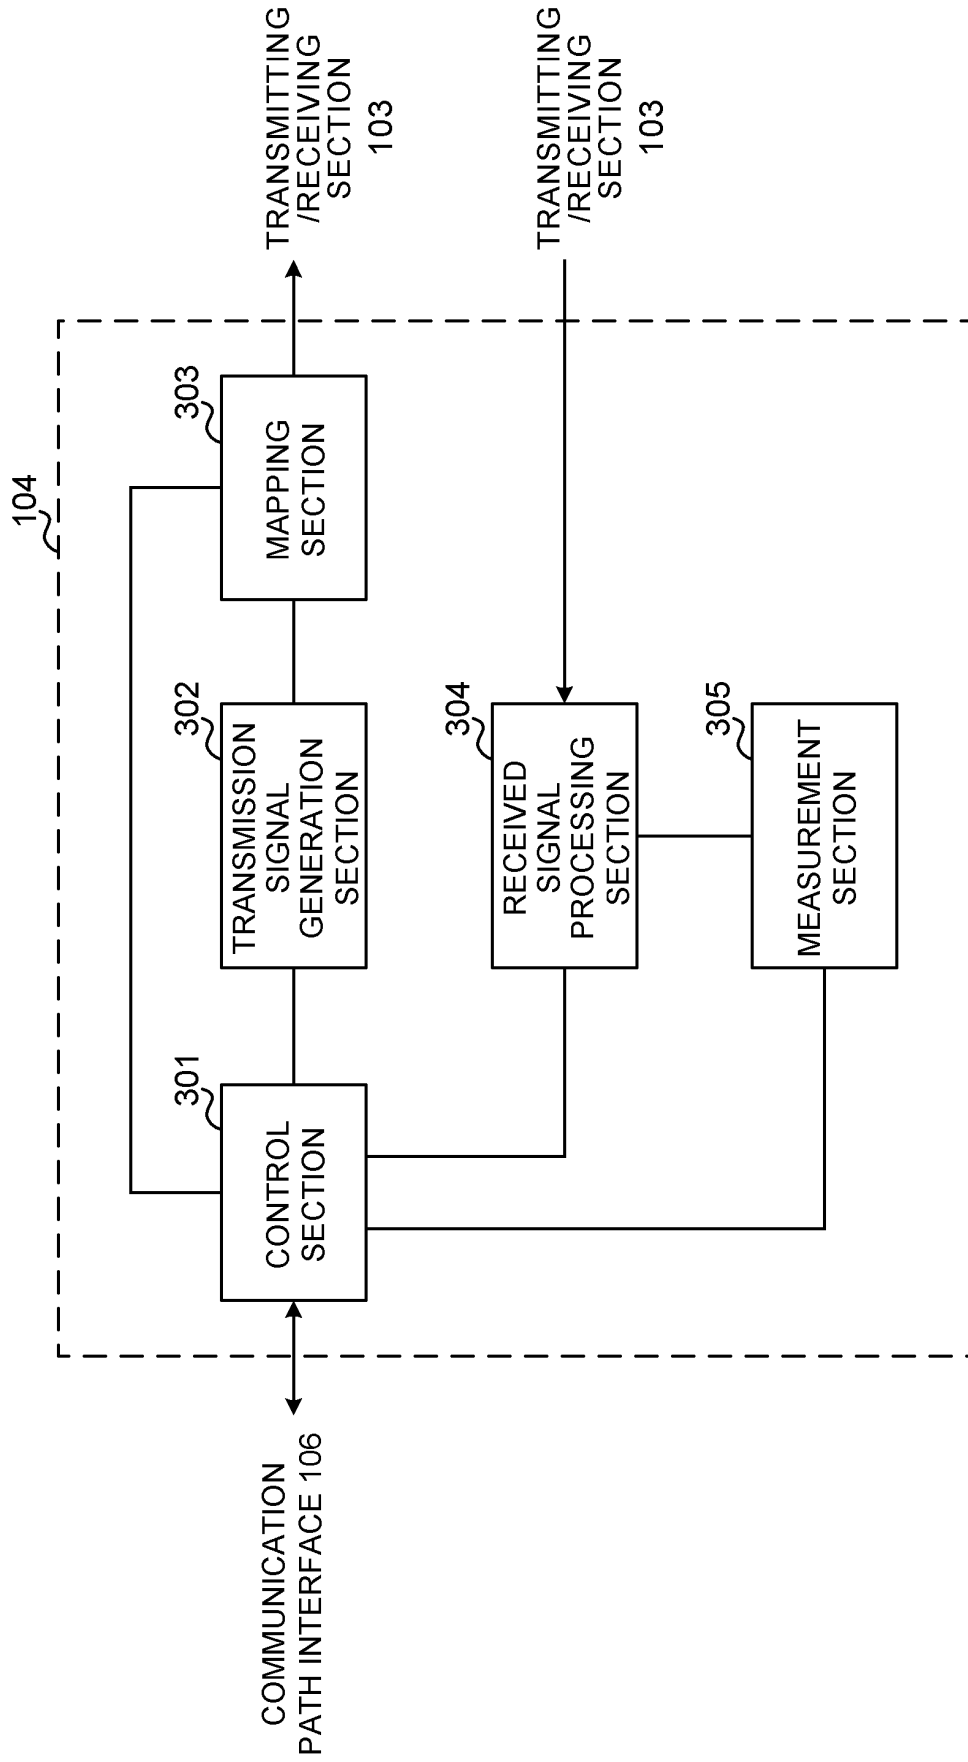 104
COMMUNICATION
PATH INTERFACE 106
301
CONTROL
SECTION
302
TRANSMISSION
SIGNAL
GENERATION
SECTION
303
MAPPING
SECTION
TRANSMITTING
/RECEIVING
SECTION
103
304
RECEIVED
SIGNAL
PROCESSING
SECTION
TRANSMITTING
/RECEIVING
SECTION
103
305
MEASUREMENT
SECTION